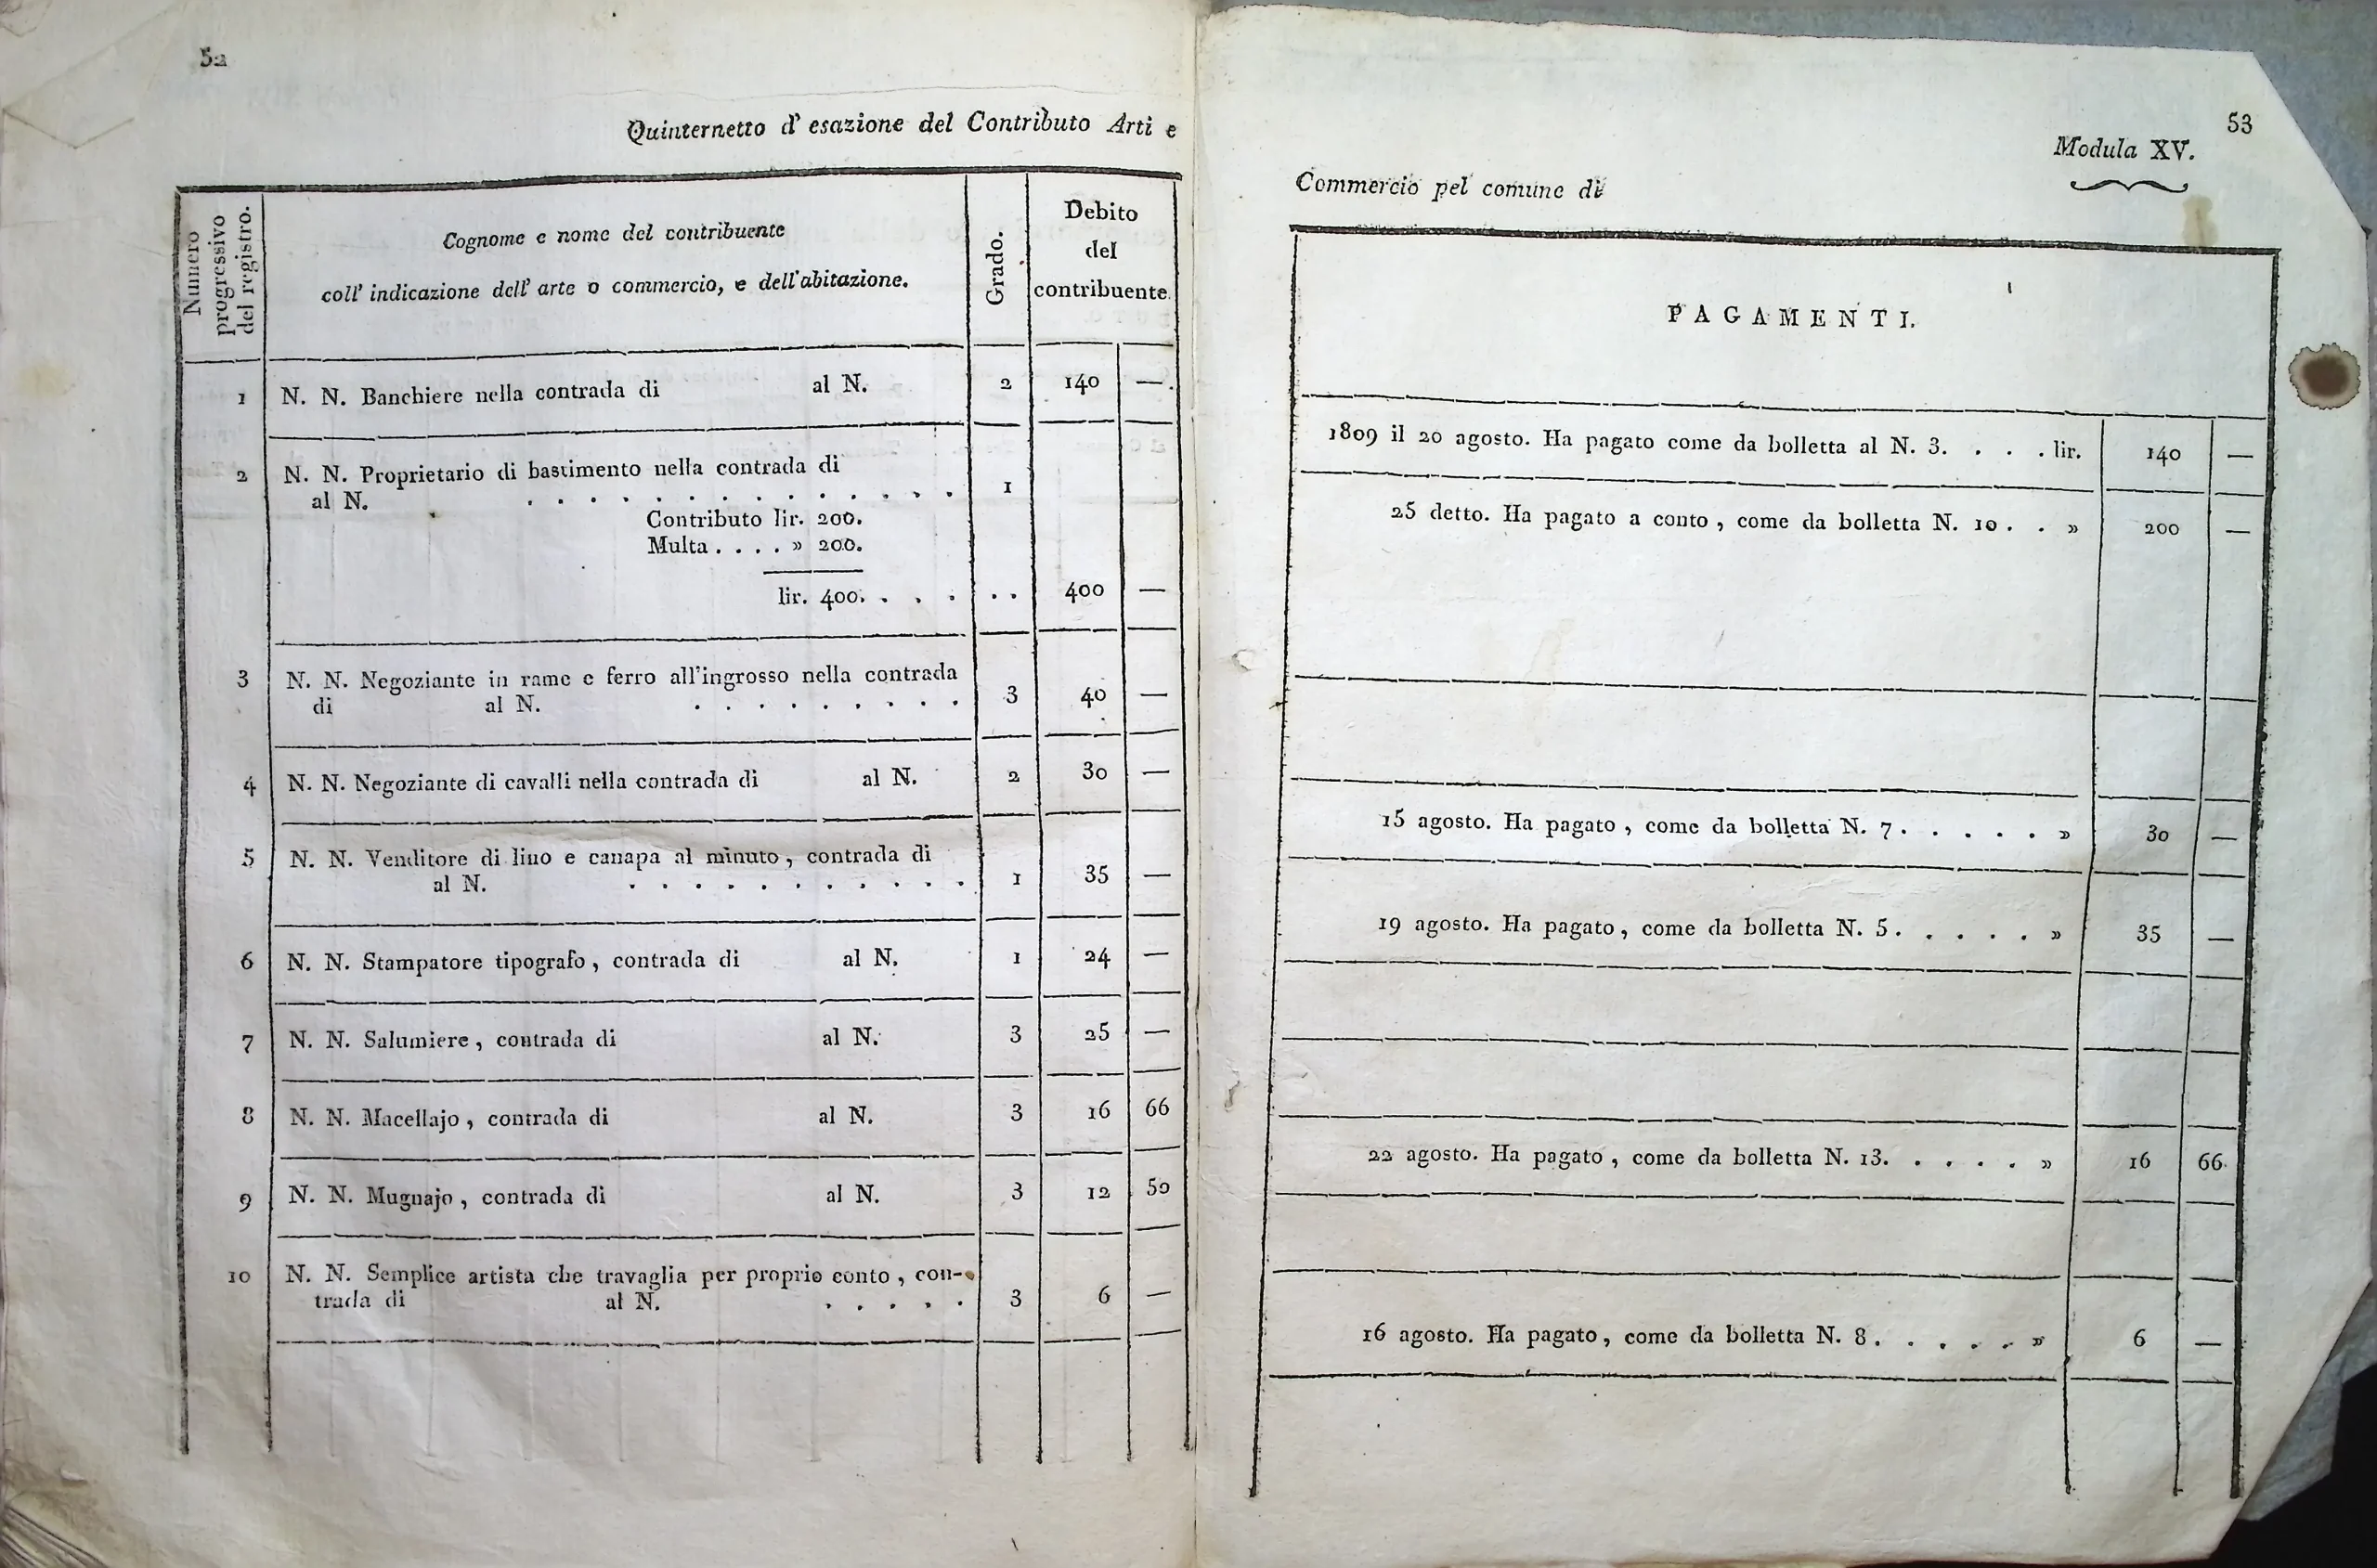 52
Quinternetto d' esazione del Contributo Arti e
Numero
progressivo
del registro.
Cognome e nome del contribuente
coll' indicazione dell' arte o commercio, e dell'abitazione.
Grado.
Debito
del
contribuente.
1 N. N. Banchiere nella contrada di al N. 2 140 —.
2 N. N. Proprietario di bastimento nella contrada di
al N. . . . . . . . . . . . . . . 1
Contributo lir. 200.
Multa . . . . » 200.
lir. 400. . . . . . . 400 —
3 N. N. Negoziante in rame e ferro all'ingrosso nella contrada
di al N. . . . . . . . . . 3 40 —
4 N. N. Negoziante di cavalli nella contrada di al N. 2 30 —
5 N. N. Venditore di lino e canapa al minuto, contrada di
al N. . . . . . . . . . . . 1 35 —
6 N. N. Stampatore tipografo, contrada di al N. 1 24 —
7 N. N. Salumiere, contrada di al N. 3 25 —
8 N. N. Macellajo, contrada di al N. 3 16 66
9 N. N. Mugnajo, contrada di al N. 3 12 50
10 N. N. Semplice artista che travaglia per proprio conto, con-
trada di al N. . . . . . 3 6 —
53
Modula XV.
Commercio pel comune di
PAGAMENTI.
1809 il 20 agosto. Ha pagato come da bolletta al N. 3. . . . lir. 140 —
25 detto. Ha pagato a conto, come da bolletta N. 10 . . » 200 —
15 agosto. Ha pagato, come da bolletta N. 7 . . . . . . » 30 —
19 agosto. Ha pagato, come da bolletta N. 5 . . . . . » 35 —
22 agosto. Ha pagato, come da bolletta N. 13. . . . . » 16 66
16 agosto. Ha pagato, come da bolletta N. 8 . . . . . » 6 —